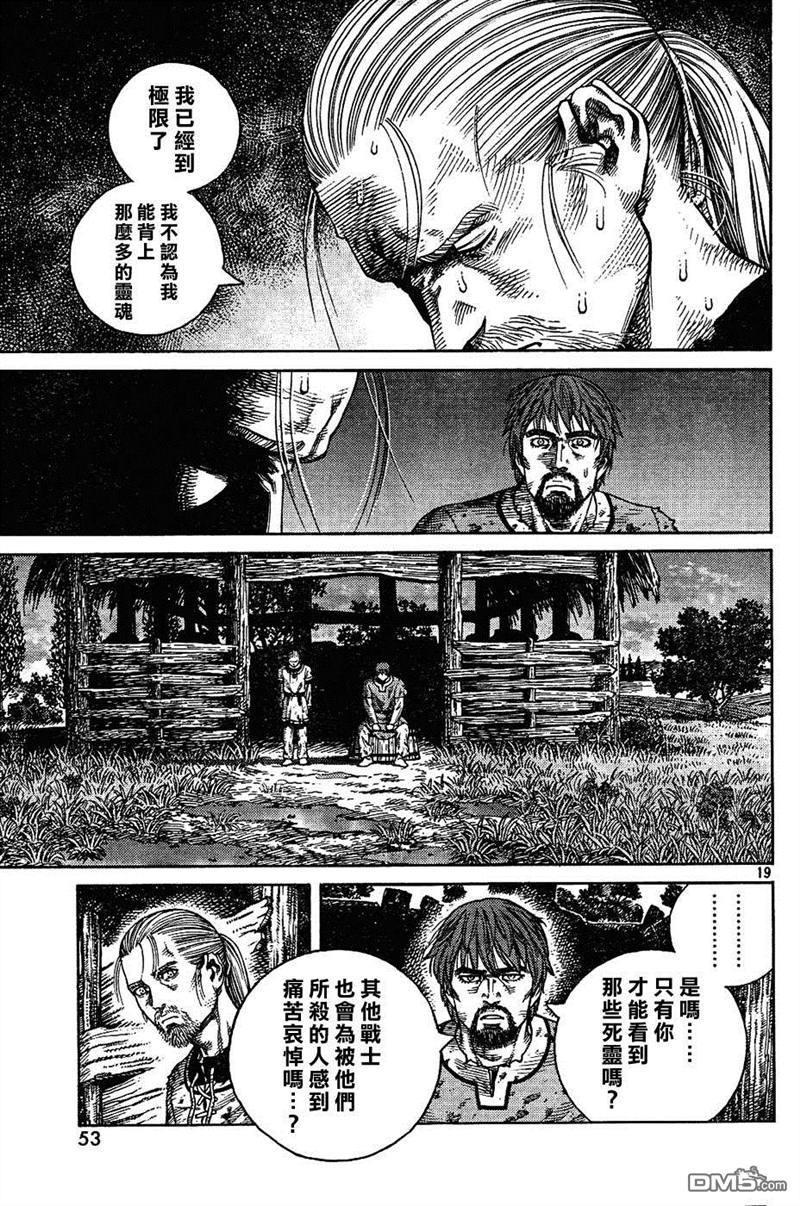 我已經到
極限了
我不認為我
能背上
那麼多的靈魂
19
………
………
是嗎……
只有你
才能看到
那些死靈嗎？
其他戰士
也會為被他們
所殺的人感到
痛苦哀悼嗎…？
53
DM5.com